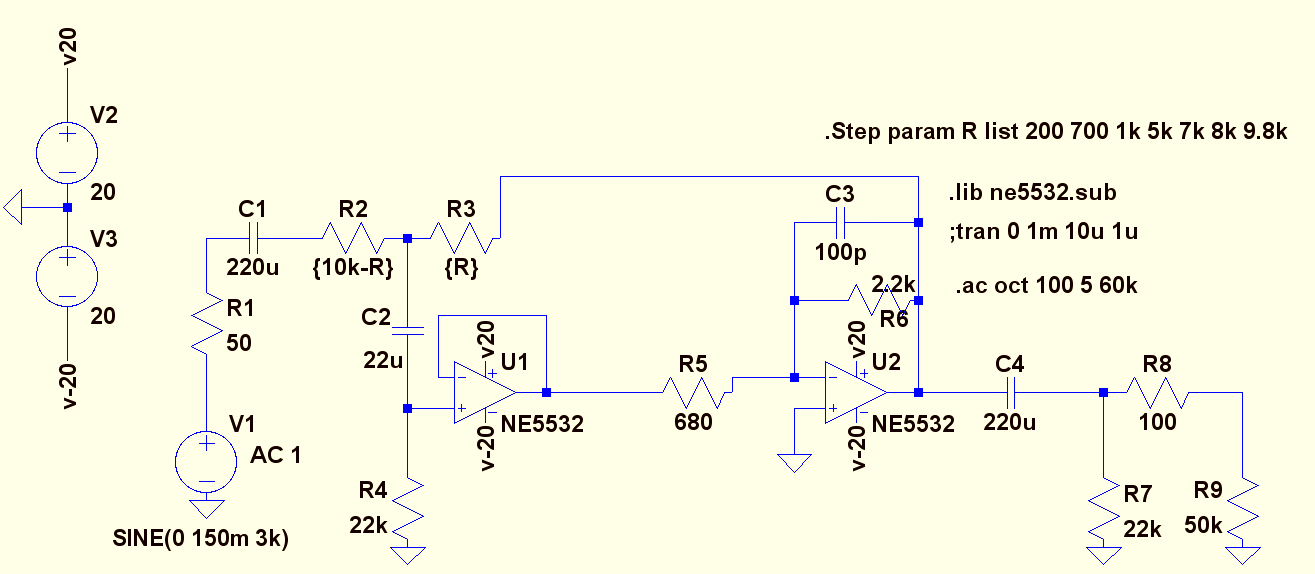 v20
V2
20
V3
20
v-20
.Step param R list 200 700 1k 5k 7k 8k 9.8k
.lib ne5532.sub
;tran 0 1m 10u 1u
.ac oct 100 5 60k
C1
220u
R2
{10k-R}
R3
{R}
R1
50
V1
AC 1
SINE(0 150m 3k)
C2
22u
R4
22k
v20
U1
NE5532
v-20
R5
680
C3
100p
2.2k
R6
v20
U2
NE5532
v-20
C4
220u
R8
100
R7
22k
R9
50k